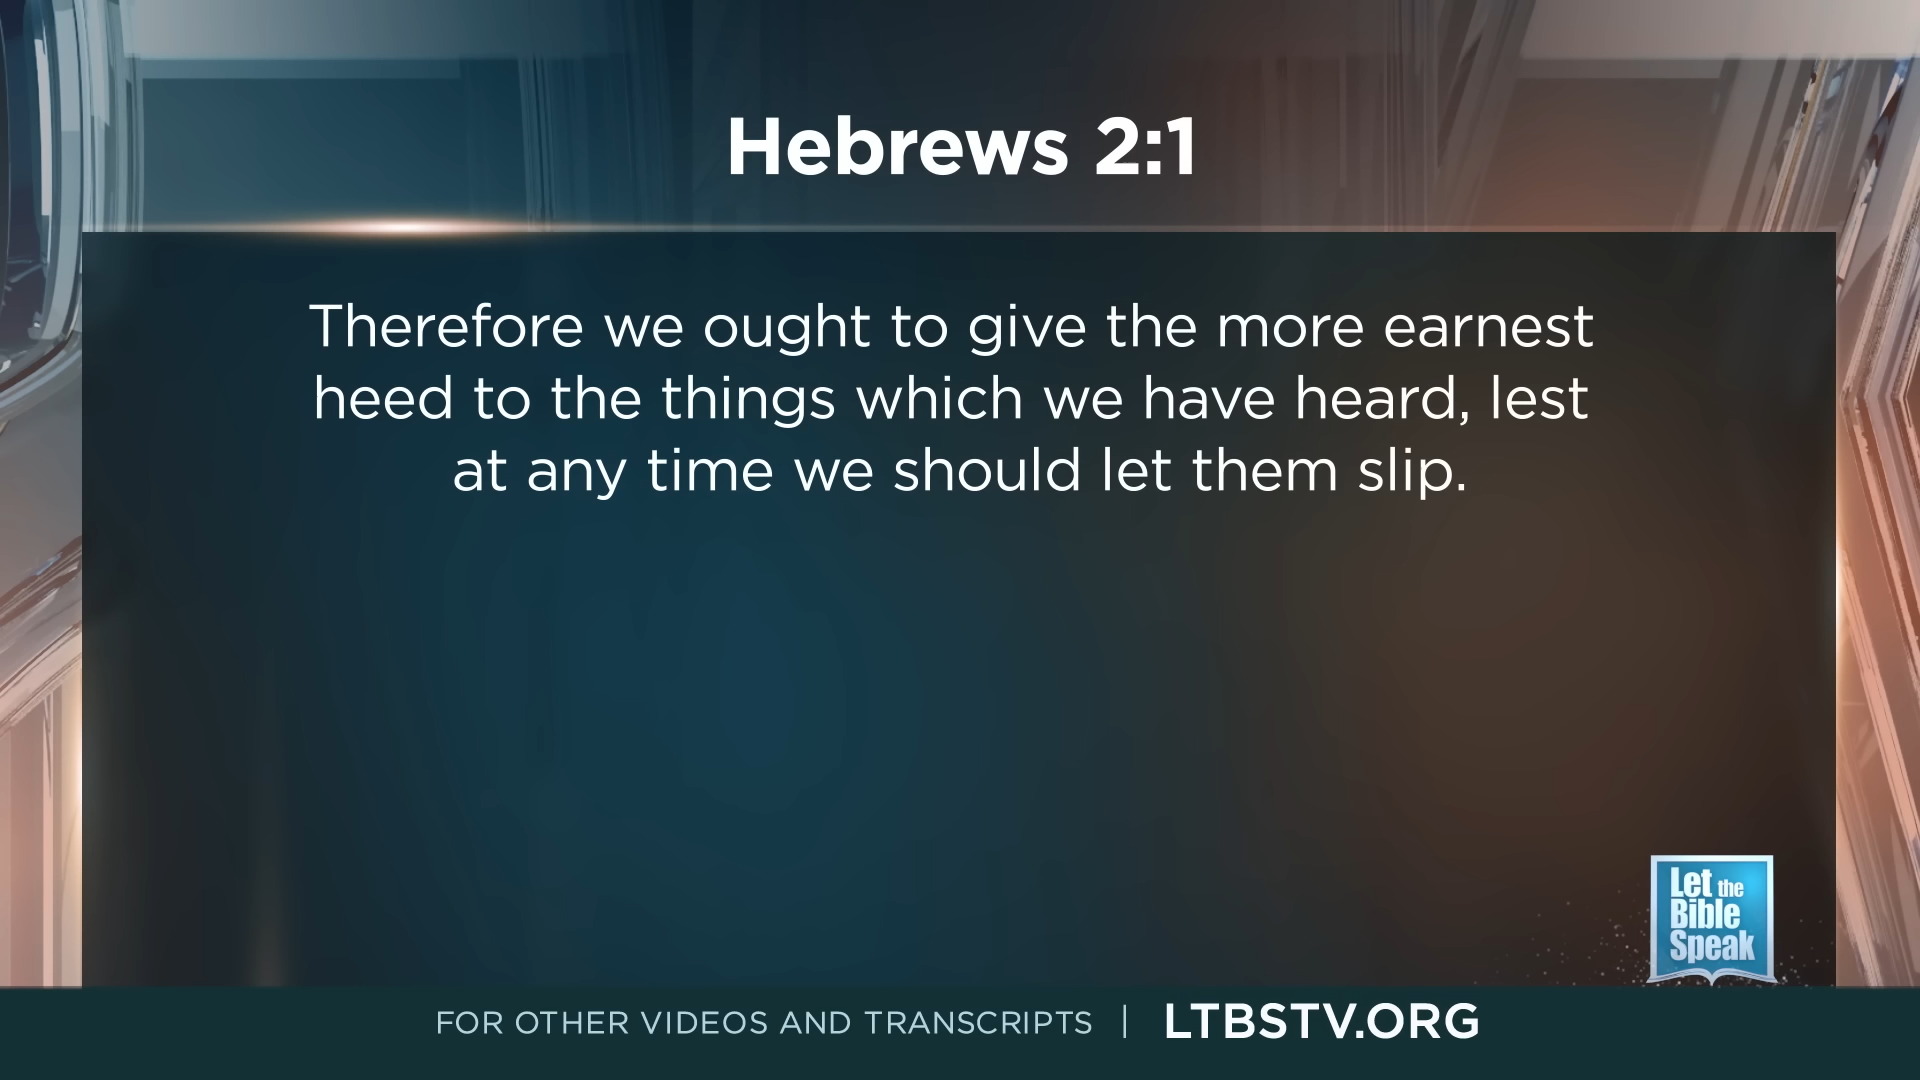 Hebrews 2:1
Therefore we ought to give the more earnest
heed to the things which we have heard, lest
at any time we should let them slip.
Let the
Bible
Speak
FOR OTHER VIDEOS AND TRANSCRIPTS | LTBSTV.ORG